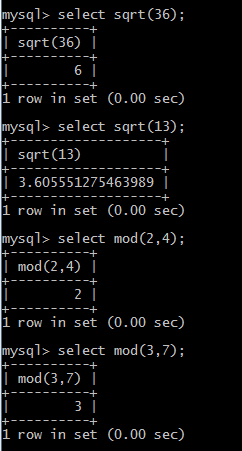 mysql> select sqrt(36);
+----------+
| sqrt(36) |
+----------+
|        6 |
+----------+
1 row in set (0.00 sec)
mysql> select sqrt(13);
+-------------------+
| sqrt(13)          |
+-------------------+
| 3.605551275463989 |
+-------------------+
1 row in set (0.00 sec)
mysql> select mod(2,4);
+----------+
| mod(2,4) |
+----------+
|        2 |
+----------+
1 row in set (0.00 sec)
mysql> select mod(3,7);
+----------+
| mod(3,7) |
+----------+
|        3 |
+----------+
1 row in set (0.00 sec)